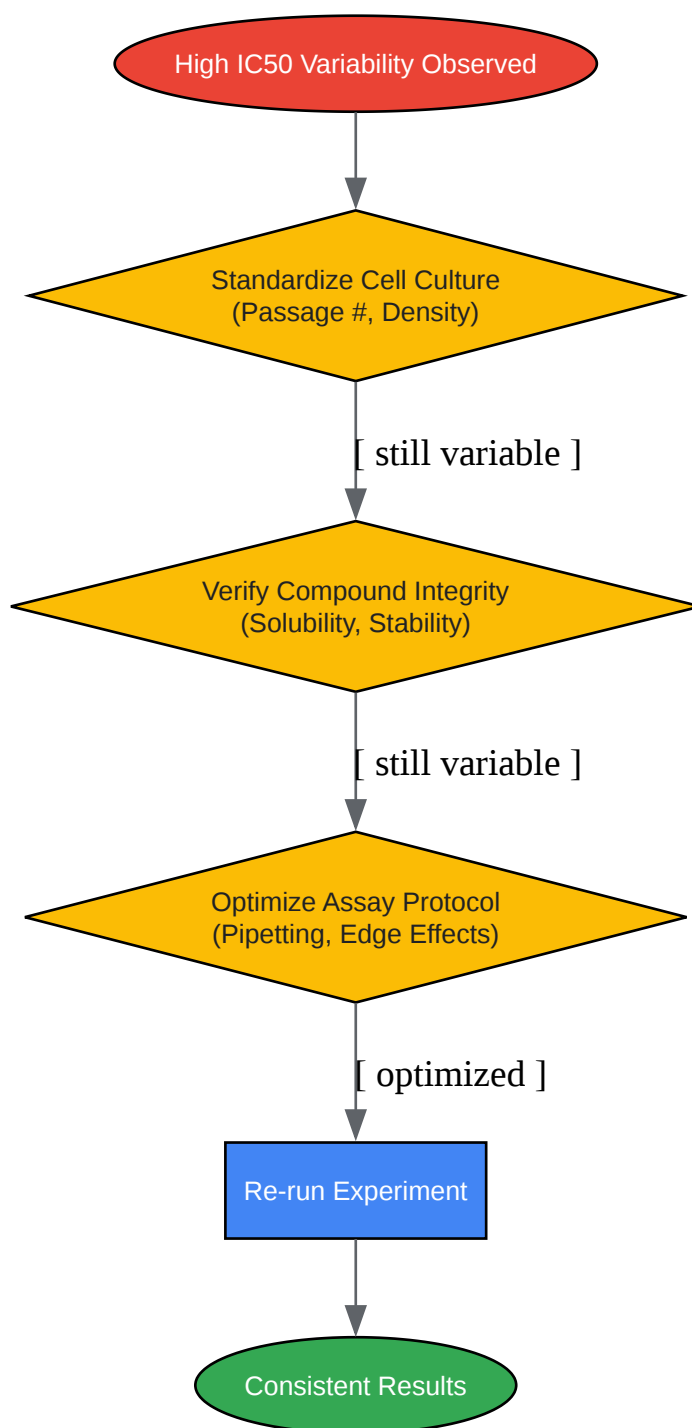 High IC50 Variability Observed
Standardize Cell Culture
(Passage #, Density)
[ still variable ]
Verify Compound Integrity
(Solubility, Stability)
[ still variable ]
Optimize Assay Protocol
(Pipetting, Edge Effects)
[ optimized ]
Re-run Experiment
Consistent Results